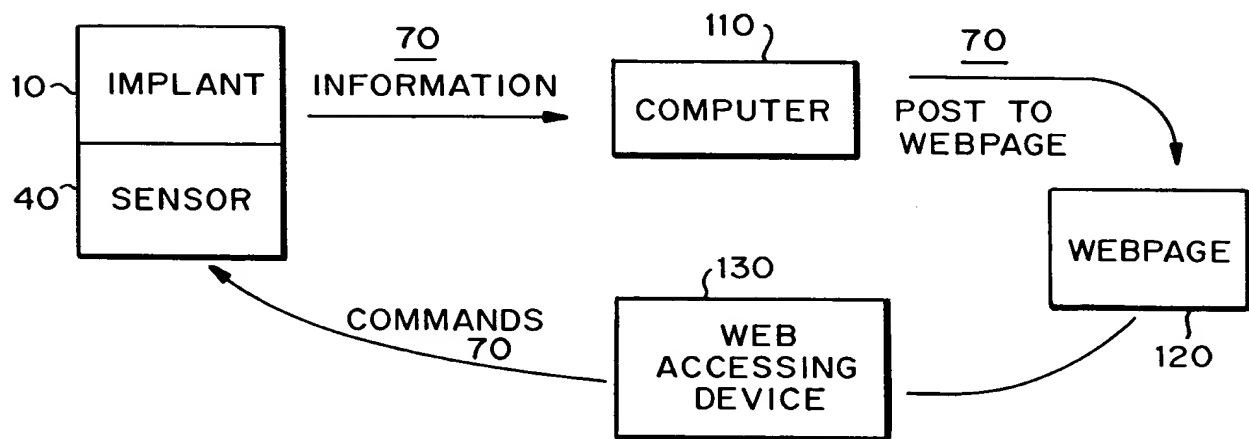 10
IMPLANT
40
SENSOR
70
INFORMATION
110
COMPUTER
70
POST TO
WEBPAGE
WEBPAGE
120
130
WEB
ACCESSING
DEVICE
COMMANDS
70